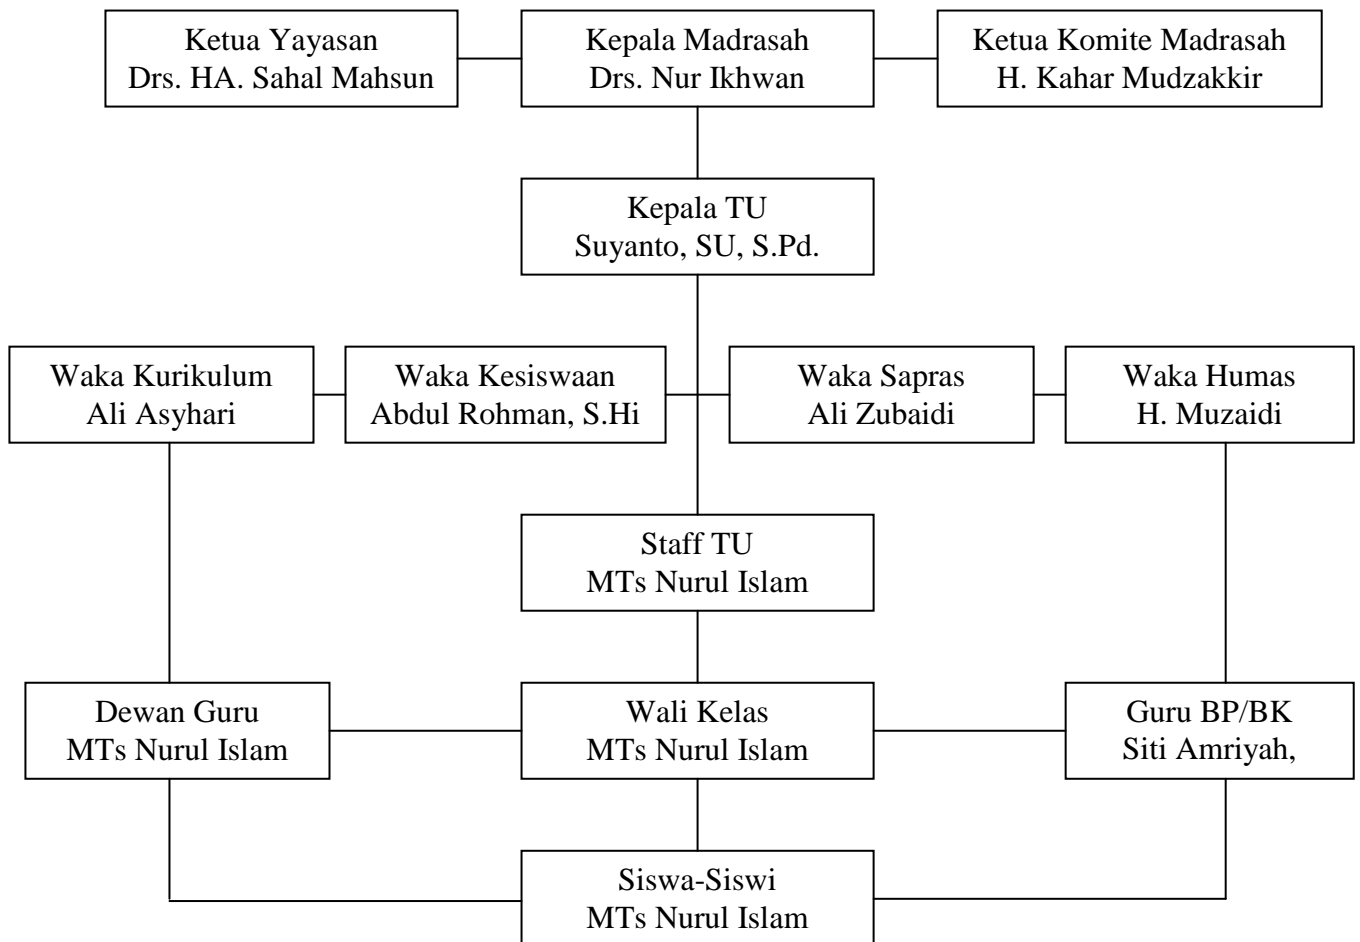 Ketua Yayasan
Drs. HA. Sahal Mahsun
Kepala Madrasah
Drs. Nur Ikhwan
Ketua Komite Madrasah
H. Kahar Mudzakkir
Kepala TU
Suyanto, SU, S.Pd.
Waka Kurikulum
Ali Asyhari
Waka Kesiswaan
Abdul Rohman, S.Hi
Waka Sapras
Ali Zubaidi
Waka Humas
H. Muzaidi
Staff TU
MTs Nurul Islam
Dewan Guru
MTs Nurul Islam
Wali Kelas
MTs Nurul Islam
Guru BP/BK
Siti Amriyah,
Siswa-Siswi
MTs Nurul Islam